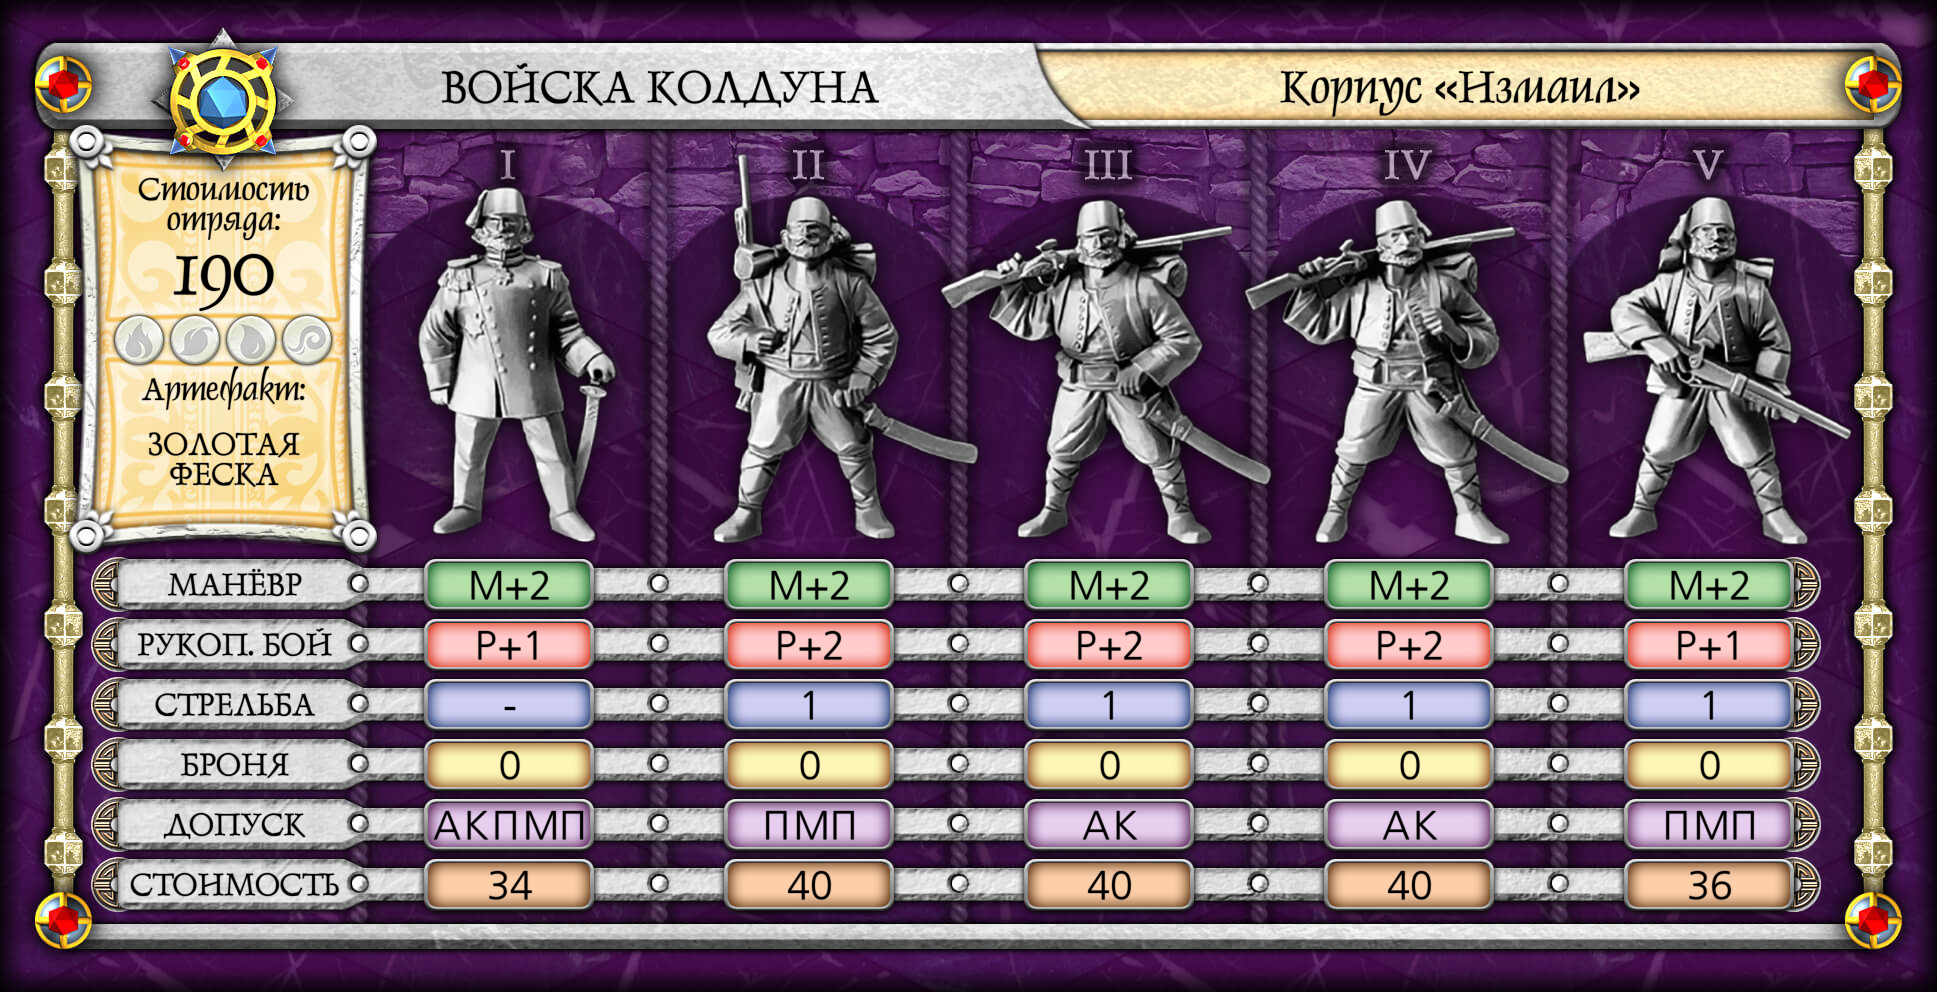 ВОЙСКА КОЛДУНА
Корпус «Измаил»
Стоимость
отряда:
190
Артефакт:
ЗОЛОТАЯ
ФЕСКА
I II III IV V
МАНЁВР М+2 М+2 М+2 М+2 М+2
РУКОП. БОЙ Р+1 Р+2 Р+2 Р+2 Р+1
СТРЕЛЬБА - 1 1 1 1
БРОНЯ 0 0 0 0 0
ДОПУСК АКПМП ПМП АК АК ПМП
СТОИМОСТЬ 34 40 40 40 36